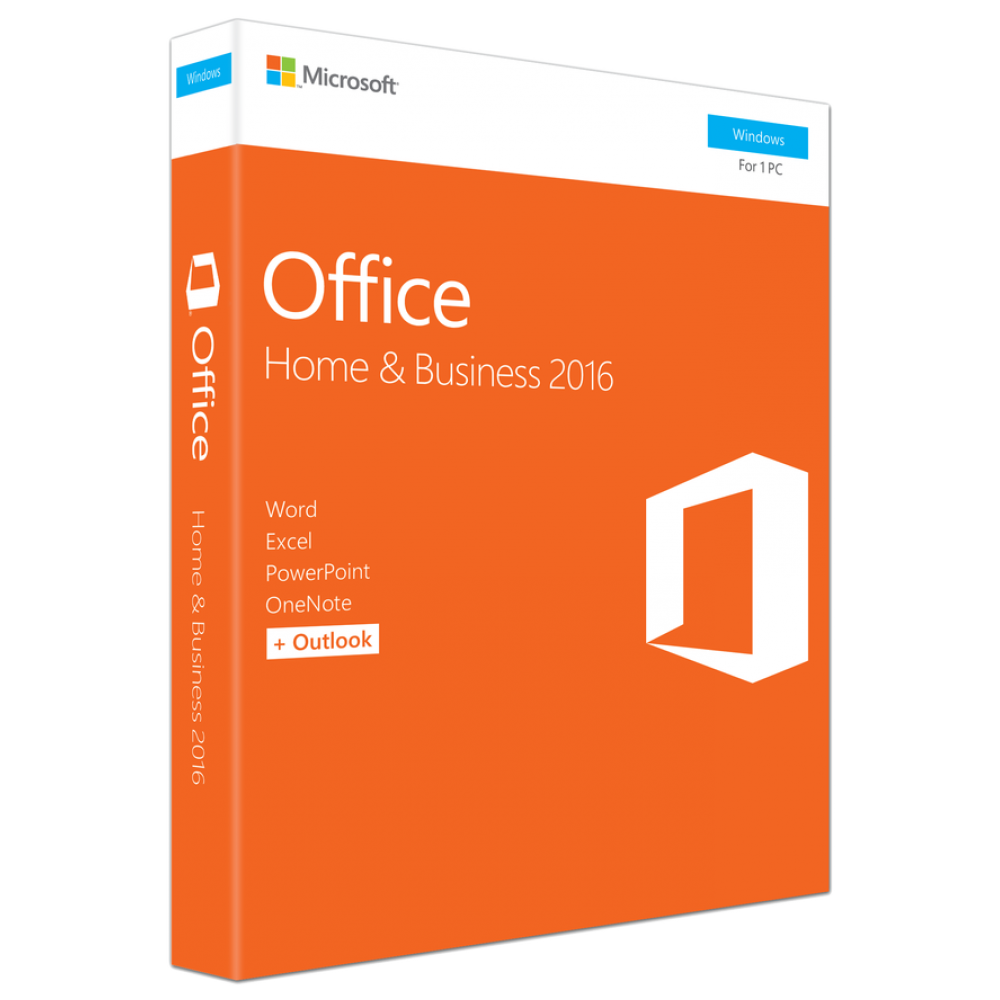 Windows
Microsoft
Windows
For 1 PC
Office
Home & Business 2016
Word
Excel
PowerPoint
OneNote
+ Outlook
Office
Home & Business 2016